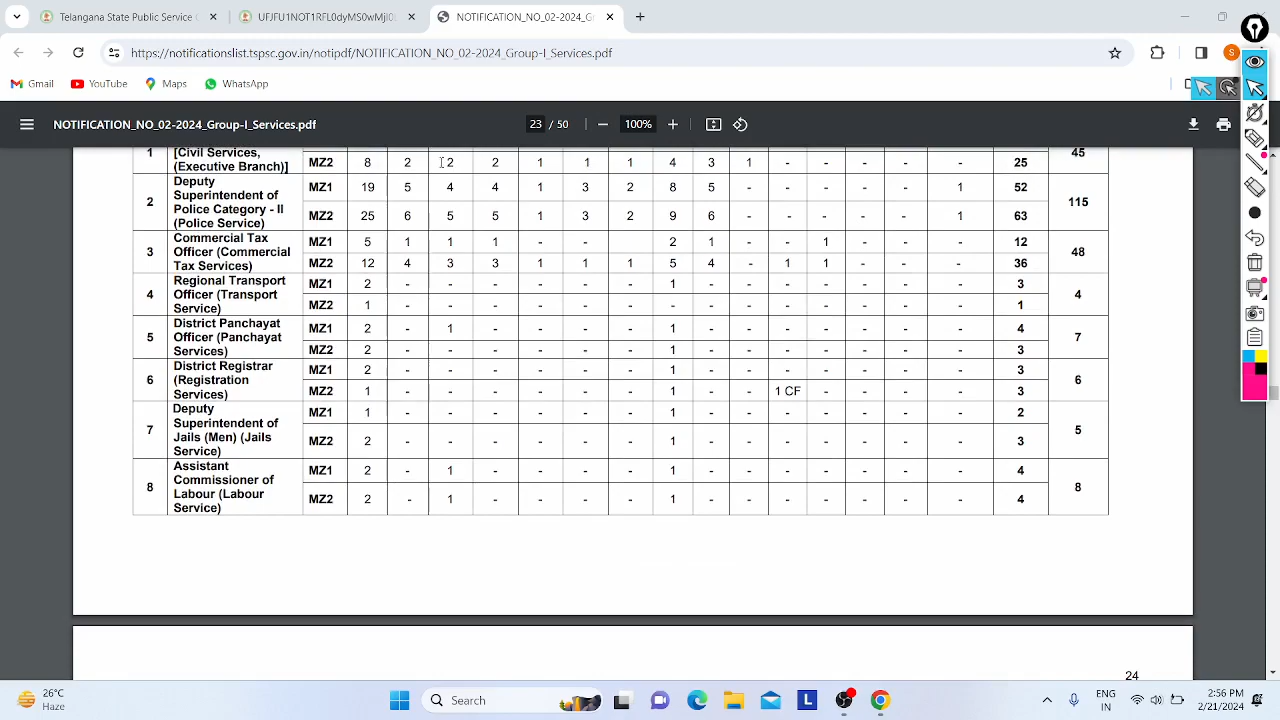 Telangana State Public Service (
UFJFU1NOT1RFL0dyMS0wMjI0
NOTIFICATION_NO_02-2024_G
https://notificationslist.tspsc.gov.in/notipdf/NOTIFICATION_NO_02-2024_Group-I_Services.pdf
S
Gmail YouTube Maps WhatsApp
NOTIFICATION_NO_02-2024_Group-I_Services.pdf 23 / 50 100%
1 [Civil Services, (Executive Branch)] 45
MZ2 8 2 2 2 1 1 1 4 3 1 - - - - - 25
2 Deputy Superintendent of Police Category - II (Police Service) 115
MZ1 19 5 4 4 1 3 2 8 5 - - - - - 1 52
MZ2 25 6 5 5 1 3 2 9 6 - - - - - 1 63
3 Commercial Tax Officer (Commercial Tax Services) 48
MZ1 5 1 1 1 - - 2 1 - - 1 - - - 12
MZ2 12 4 3 3 1 1 1 5 4 - 1 1 - - - 36
4 Regional Transport Officer (Transport Service) 4
MZ1 2 - - - - - - 1 - - - - - - - 3
MZ2 1 - - - - - - - - - - - - - - 1
5 District Panchayat Officer (Panchayat Services) 7
MZ1 2 - 1 - - - - 1 - - - - - - - 4
MZ2 2 - - - - - - 1 - - - - - - - 3
6 District Registrar (Registration Services) 6
MZ1 2 - - - - - - 1 - - - - - - - 3
MZ2 1 - - - - - - 1 - - 1 CF - - - - 3
7 Deputy Superintendent of Jails (Men) (Jails Service) 5
MZ1 1 - - - - - - 1 - - - - - - - 2
MZ2 2 - - - - - - 1 - - - - - - - 3
8 Assistant Commissioner of Labour (Labour Service) 8
MZ1 2 - 1 - - - - 1 - - - - - - - 4
MZ2 2 - 1 - - - - 1 - - - - - - - 4
24
26°C
Haze
Search
L
ENG
IN
2:56 PM
2/21/2024